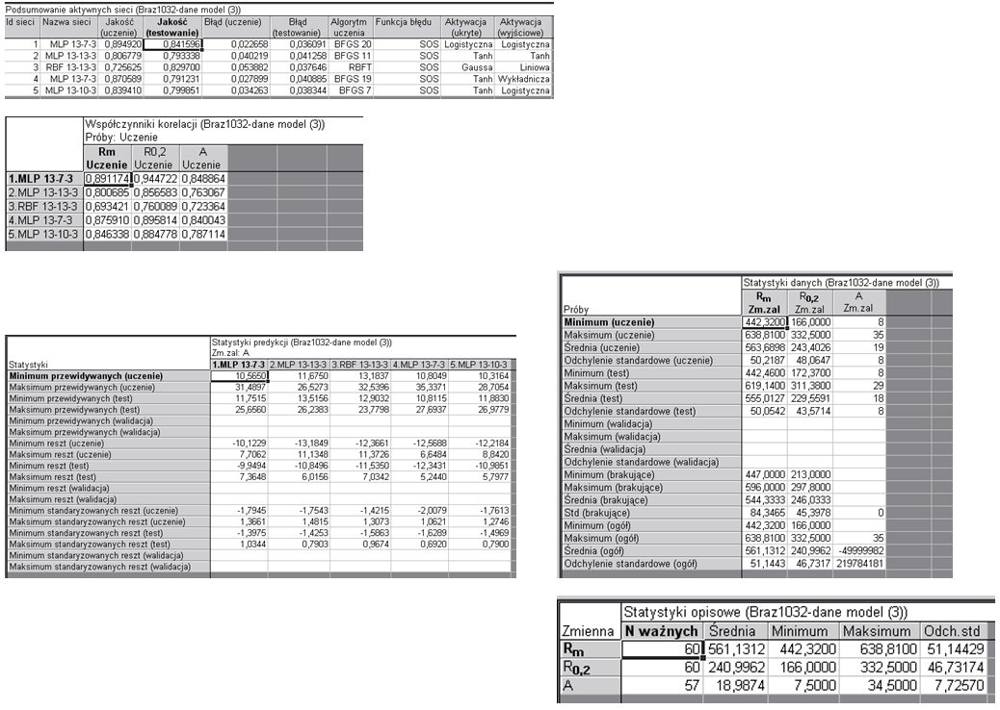 Podsumowanie aktywnych sieci (Braz1032-dane model (3))
Id sieci Nazwa sieci Jakość (uczenie) Jakość (testowanie) Błąd (uczenie) Błąd (testowanie) Algorytm uczenia Funkcja błędu Aktywacja (ukryte) Aktywacja (wyjściowe)
1 MLP 13-7-3 0,894920 0,841596 0,022658 0,036091 BFGS 20 SOS Logistyczna Logistyczna
2 MLP 13-13-3 0,806779 0,793338 0,040219 0,041258 BFGS 11 SOS Tanh Tanh
3 RBF 13-13-3 0,725625 0,829700 0,053882 0,037646 RBFT SOS Gaussa Liniowa
4 MLP 13-7-3 0,870589 0,791231 0,027899 0,040885 BFGS 19 SOS Tanh Wykładnicza
5 MLP 13-10-3 0,839410 0,799851 0,034263 0,038344 BFGS 7 SOS Tanh Logistyczna
Współczynniki korelacji (Braz1032-dane model (3))
Próby: Uczenie
Rm Uczenie R0,2 Uczenie A Uczenie
1.MLP 13-7-3 0,891174 0,944722 0,848864
2.MLP 13-13-3 0,800685 0,856583 0,763067
3.RBF 13-13-3 0,693421 0,760089 0,723364
4.MLP 13-7-3 0,875910 0,895814 0,840043
5.MLP 13-10-3 0,846338 0,884778 0,787114
Statystyki predykcji (Braz1032-dane model (3))
Zm.zal: A
Statystyki 1.MLP 13-7-3 2.MLP 13-13-3 3.RBF 13-13-3 4.MLP 13-7-3 5.MLP 13-10-3
Minimum przewidywanych (uczenie) 10,5650 11,6750 13,1837 10,8049 10,3164
Maksimum przewidywanych (uczenie) 31,4897 26,5273 32,5396 35,3371 28,7054
Minimum przewidywanych (test) 11,7515 13,5156 12,9032 10,8115 11,8830
Maksimum przewidywanych (test) 25,6560 26,2383 23,7798 27,6937 26,9779
Minimum przewidywanych (walidacja)
Maksimum przewidywanych (walidacja)
Minimum reszt (uczenie) -10,1229 -13,1849 -12,3661 -12,5688 -12,2184
Maksimum reszt (uczenie) 7,7062 11,1348 11,3726 6,6484 8,8420
Minimum reszt (test) -9,9494 -10,8496 -11,5350 -12,3431 -10,9851
Maksimum reszt (test) 7,3648 6,0156 7,0342 5,2440 5,7977
Minimum reszt (walidacja)
Maksimum reszt (walidacja)
Minimum standaryzowanych reszt (uczenie) -1,7945 -1,7543 -1,4215 -2,0079 -1,7613
Maksimum standaryzowanych reszt (uczenie) 1,3661 1,4815 1,3073 1,0621 1,2746
Minimum standaryzowanych reszt (test) -1,3975 -1,4253 -1,5863 -1,6289 -1,4969
Maksimum standaryzowanych reszt (test) 1,0344 0,7903 0,9674 0,6920 0,7900
Minimum standaryzowanych reszt (walidacja)
Maksimum standaryzowanych reszt (walidacja)
Statystyki danych (Braz1032-dane model (3))
Próby Rm Zm.zal R0,2 Zm.zal A Zm.zal
Minimum (uczenie) 442,3200 166,0000 8
Maksimum (uczenie) 638,8100 332,5000 35
Średnia (uczenie) 563,6898 243,4026 19
Odchylenie standardowe (uczenie) 50,2187 48,0647 8
Minimum (test) 442,4600 172,3700 8
Maksimum (test) 619,1400 311,3800 29
Średnia (test) 555,0127 229,5591 18
Odchylenie standardowe (test) 50,0542 43,5714 8
Minimum (walidacja)
Maksimum (walidacja)
Średnia (walidacja)
Odchylenie standardowe (walidacja)
Minimum (brakujące) 447,0000 213,0000
Maksimum (brakujące) 596,0000 297,8000
Średnia (brakujące) 544,3333 246,0333
Std (brakujące) 84,3465 45,3978 0
Minimum (ogół) 442,3200 166,0000
Maksimum (ogół) 638,8100 332,5000 35
Średnia (ogół) 561,1312 240,9962 -49999982
Odchylenie standardowe (ogół) 51,1443 46,7317 219784181
Statystyki opisowe (Braz1032-dane model (3))
Zmienna N ważnych Średnia Minimum Maksimum Odch.std
Rm 60 561,1312 442,3200 638,8100 51,14429
R0,2 60 240,9962 166,0000 332,5000 46,73174
A 57 18,9874 7,5000 34,5000 7,72570